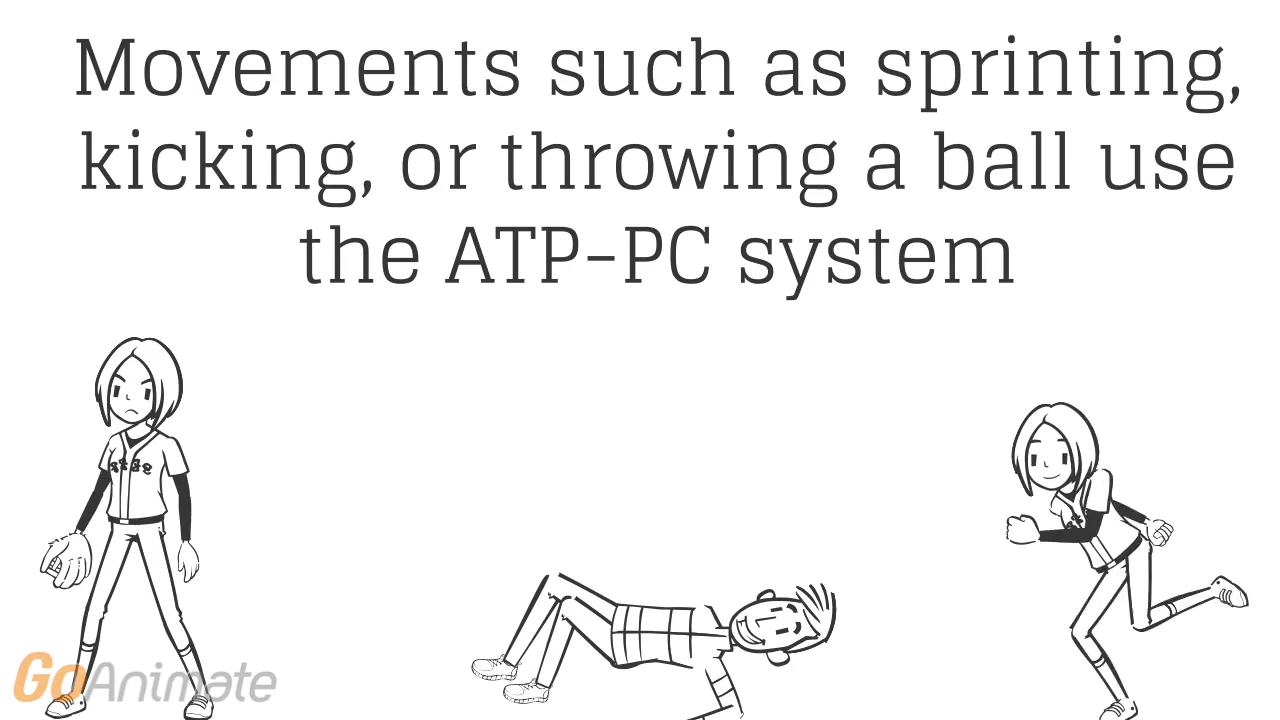 Movements such as sprinting,
kicking, or throwing a ball use
the ATP-PC system
GoAnimate